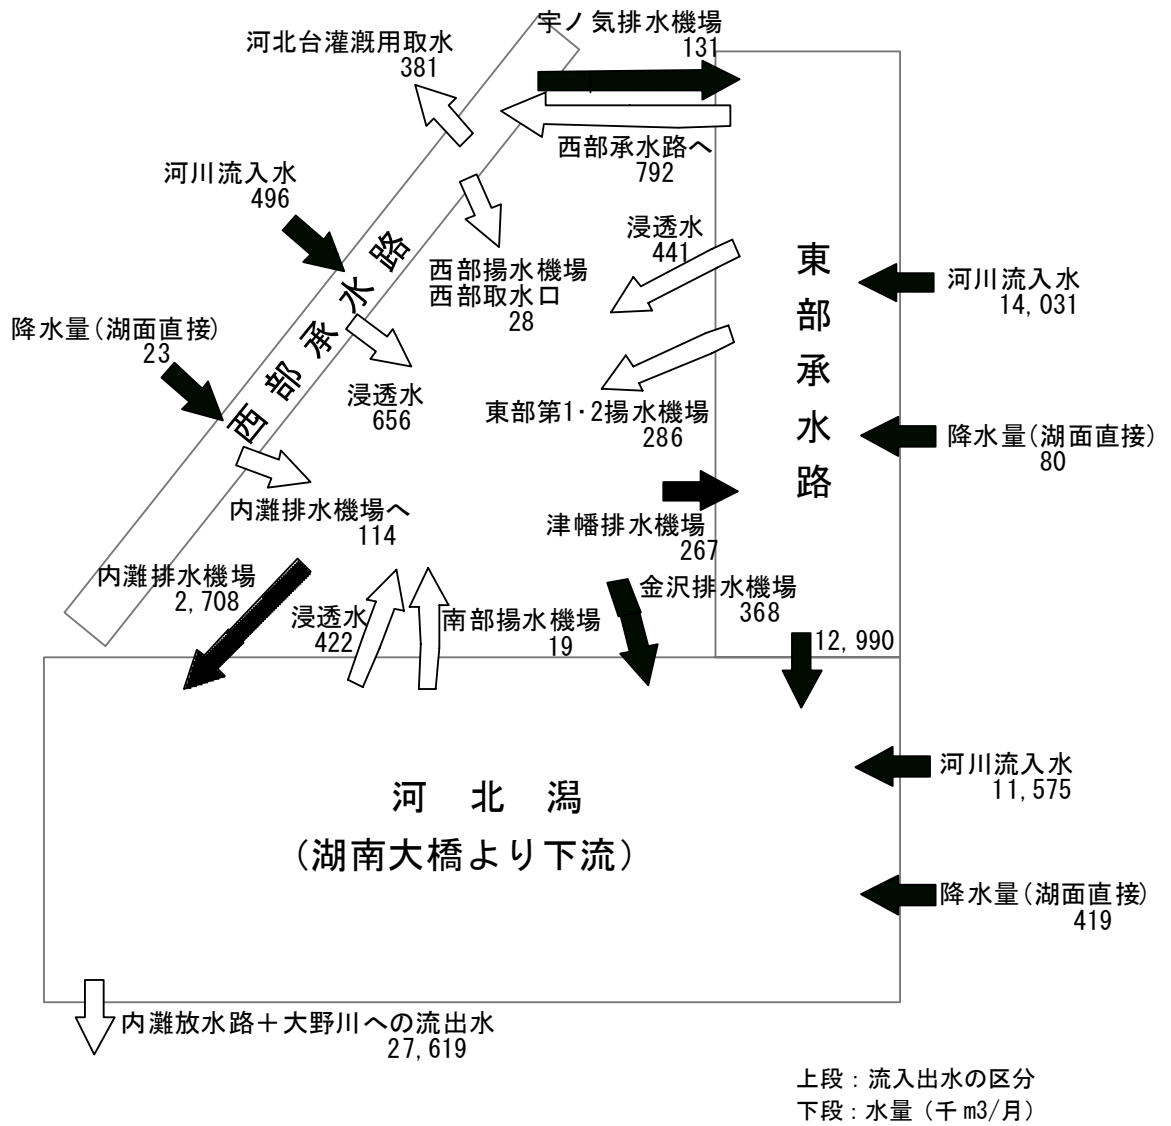 宇ノ気排水機場
131
河北台灌漑用取水
381
西部承水路へ
792
河川流入水
496
浸透水
441
西部揚水機場
西部取水口
28
河川流入水
14,031
降水量(湖面直接)
23
西部承水路
東部承水路
浸透水
656
東部第1･2揚水機場
286
降水量(湖面直接)
80
内灘排水機場へ
114
津幡排水機場
267
内灘排水機場
2,708
金沢排水機場
368
浸透水
422
南部揚水機場
19
12,990
河川流入水
11,575
河 北 潟
(湖南大橋より下流)
降水量(湖面直接)
419
内灘放水路＋大野川への流出水
27,619
上段：流入出水の区分
下段：水量（千m3/月）